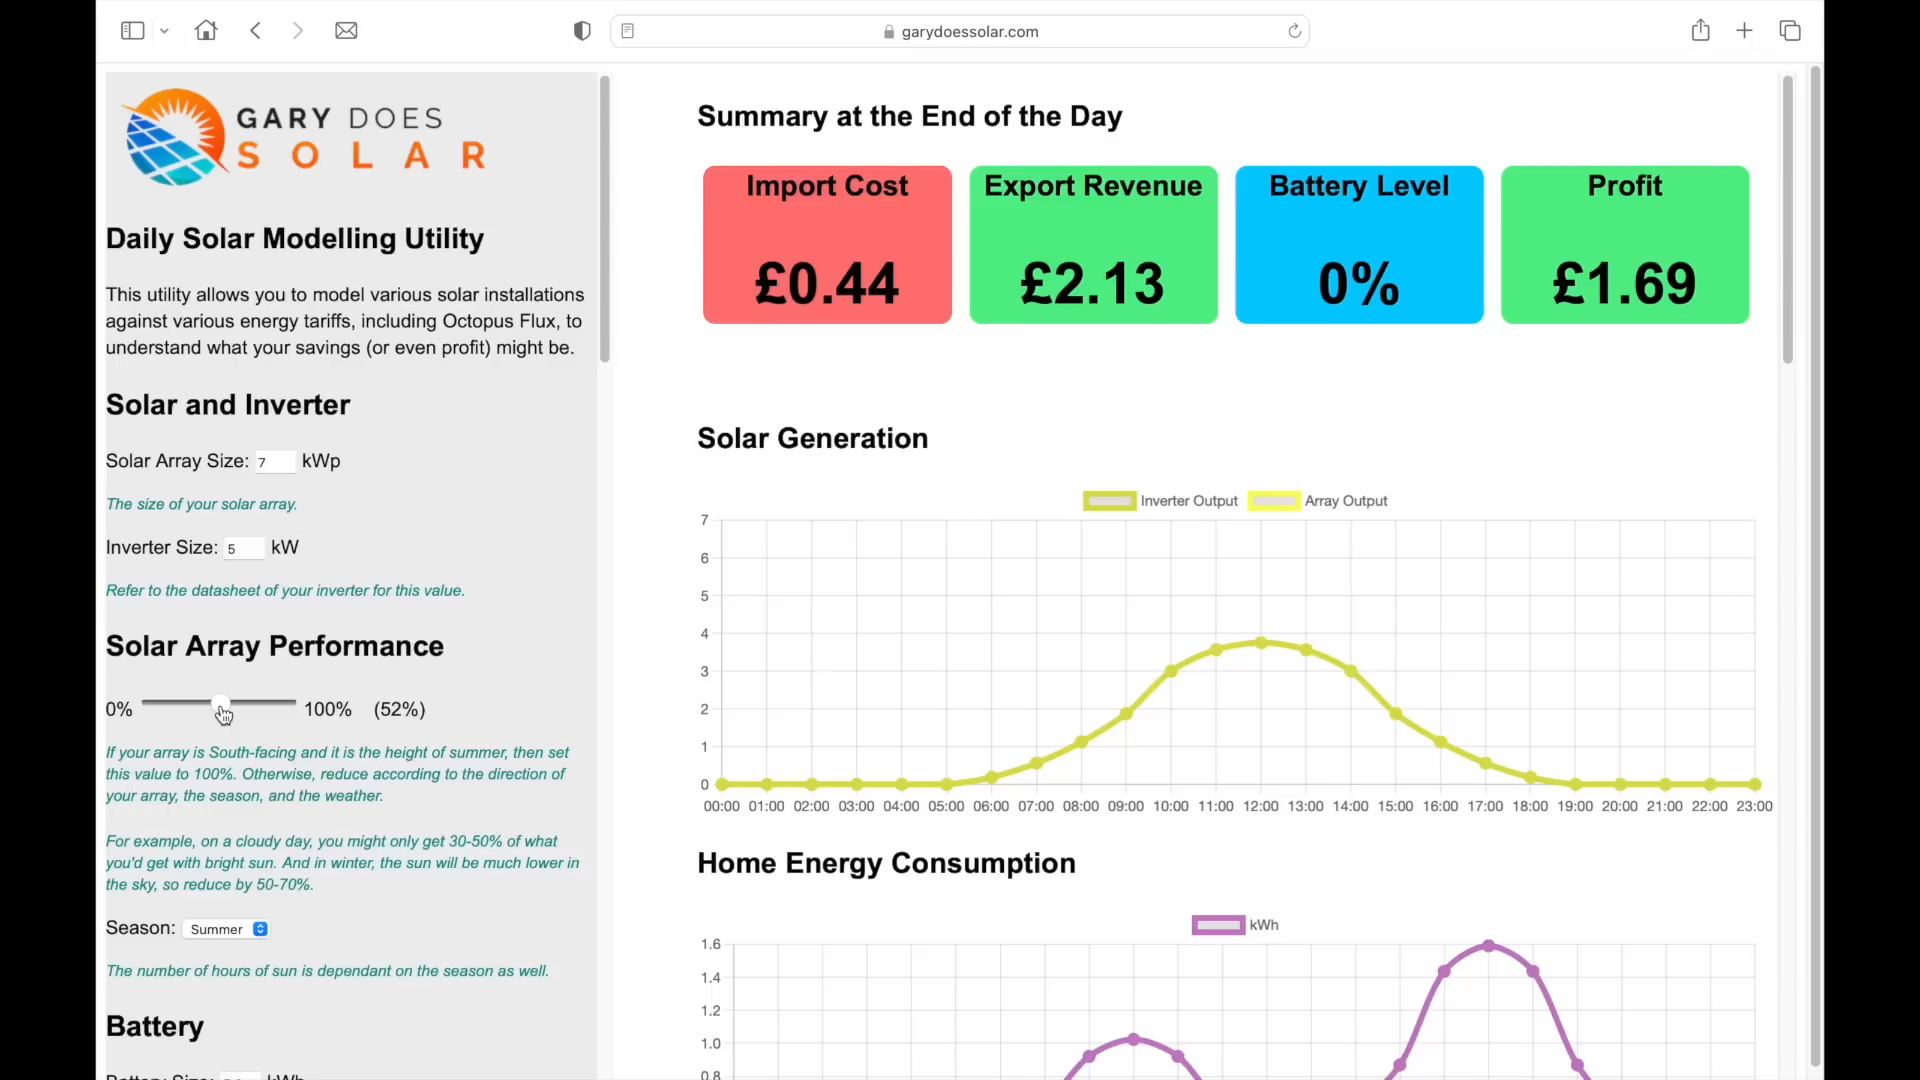 garydoessolar.com
GARY DOES
SOLAR
Daily Solar Modelling Utility
This utility allows you to model various solar installations
against various energy tariffs, including Octopus Flux, to
understand what your savings (or even profit) might be.
Solar and Inverter
Solar Array Size: 7 kWp
The size of your solar array.
Inverter Size: 5 kW
Refer to the datasheet of your inverter for this value.
Solar Array Performance
0% 100% (52%)
If your array is South-facing and it is the height of summer, then set
this value to 100%. Otherwise, reduce according to the direction of
your array, the season, and the weather.
For example, on a cloudy day, you might only get 30-50% of what
you'd get with bright sun. And in winter, the sun will be much lower in
the sky, so reduce by 50-70%.
Season: Summer
The number of hours of sun is dependant on the season as well.
Battery
Battery Size: kWh
Summary at the End of the Day
Import Cost
£0.44
Export Revenue
£2.13
Battery Level
0%
Profit
£1.69
Solar Generation
Inverter Output Array Output
7
6
5
4
3
2
1
0
00:00 01:00 02:00 03:00 04:00 05:00 06:00 07:00 08:00 09:00 10:00 11:00 12:00 13:00 14:00 15:00 16:00 17:00 18:00 19:00 20:00 21:00 22:00 23:00
Home Energy Consumption
kWh
1.6
1.4
1.2
1.0
0.8